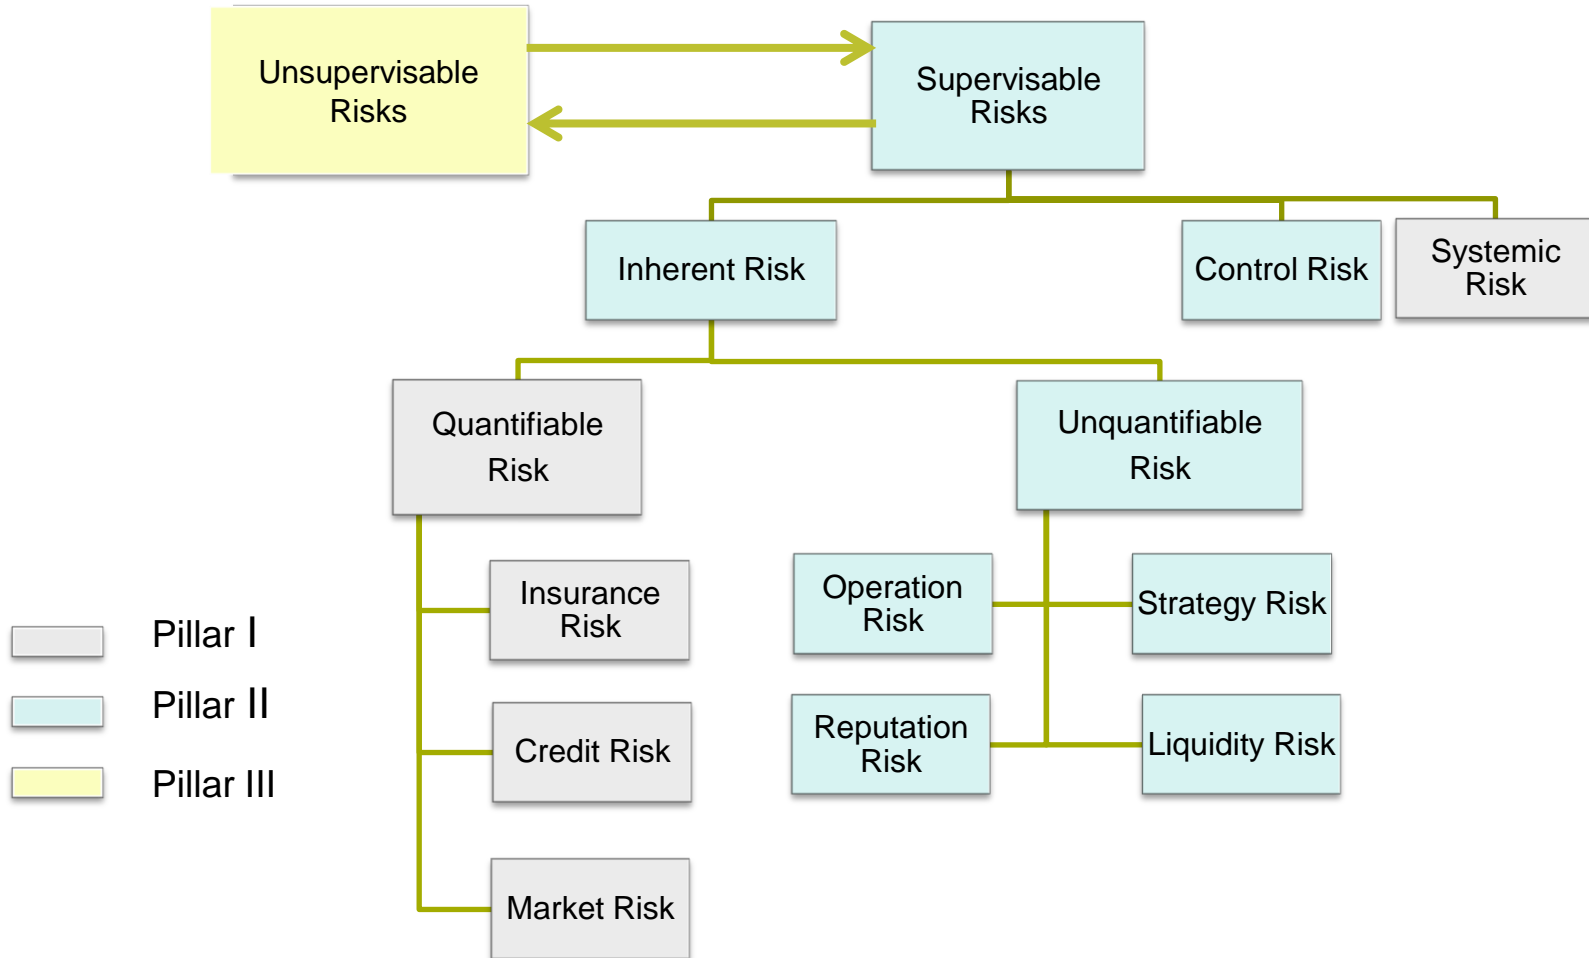 Unsupervisable
Risks
Supervisable
Risks
Inherent Risk
Control Risk
Systemic
Risk
Quantifiable
Risk
Unquantifiable
Risk
Insurance
Risk
Operation
Risk
Strategy Risk
Credit Risk
Reputation
Risk
Liquidity Risk
Market Risk
Pillar I
Pillar II
Pillar III